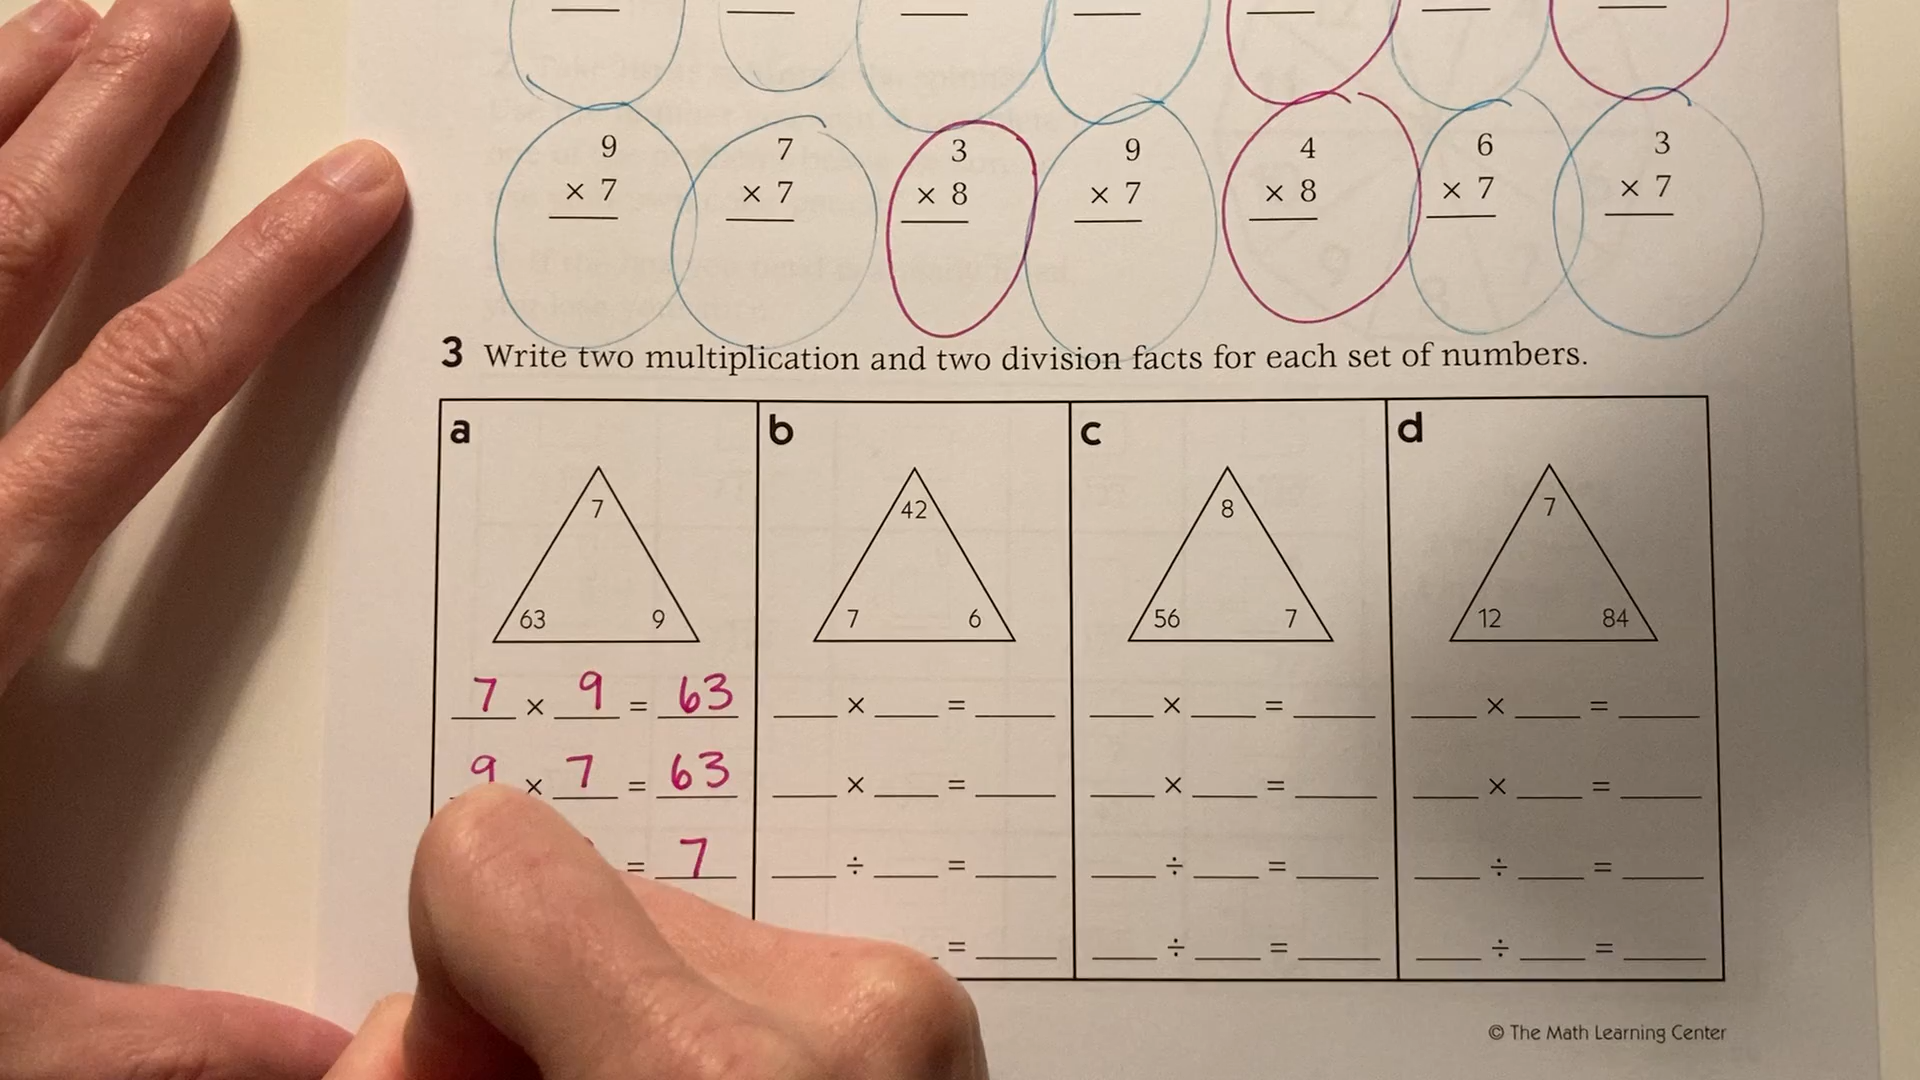 9 7 3 9 4 6 3
× 7 × 7 × 8 × 7 × 8 × 7 × 7
3 Write two multiplication and two division facts for each set of numbers.
a b c d
7 42 8 7
63 9 7 6 56 7 12 84
7 × 9 = 63 × = × = × =
9 × 7 = 63 × = × = × =
= 7 ÷ = ÷ = ÷ =
= ÷ = ÷ =
© The Math Learning Center